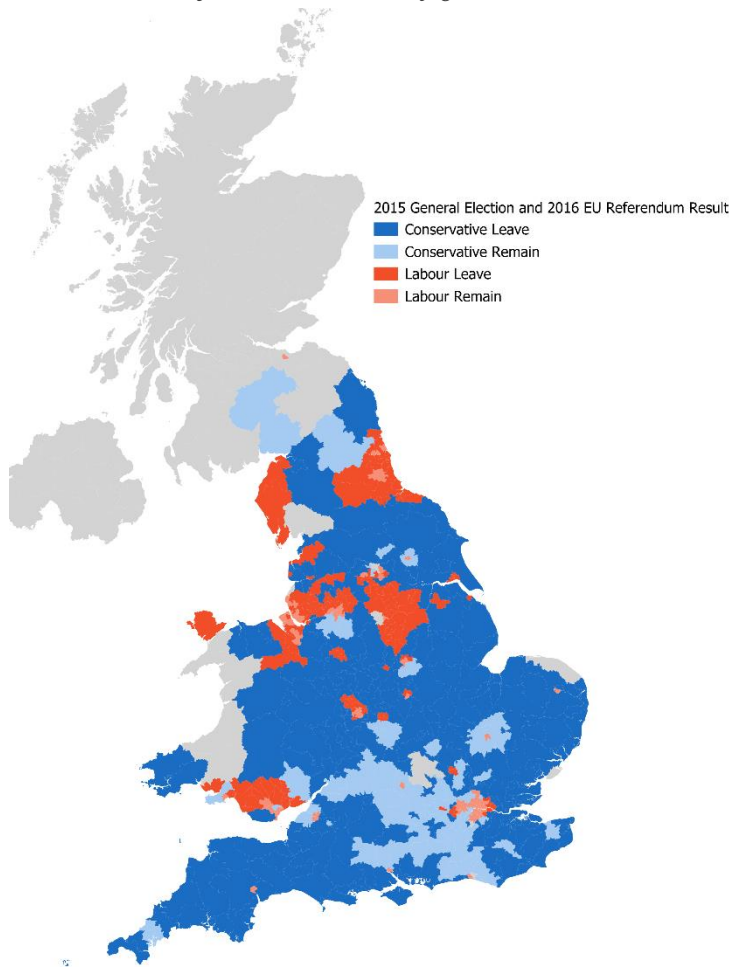 2015 General Election and 2016 EU Referendum Result
Conservative Leave
Conservative Remain
Labour Leave
Labour Remain